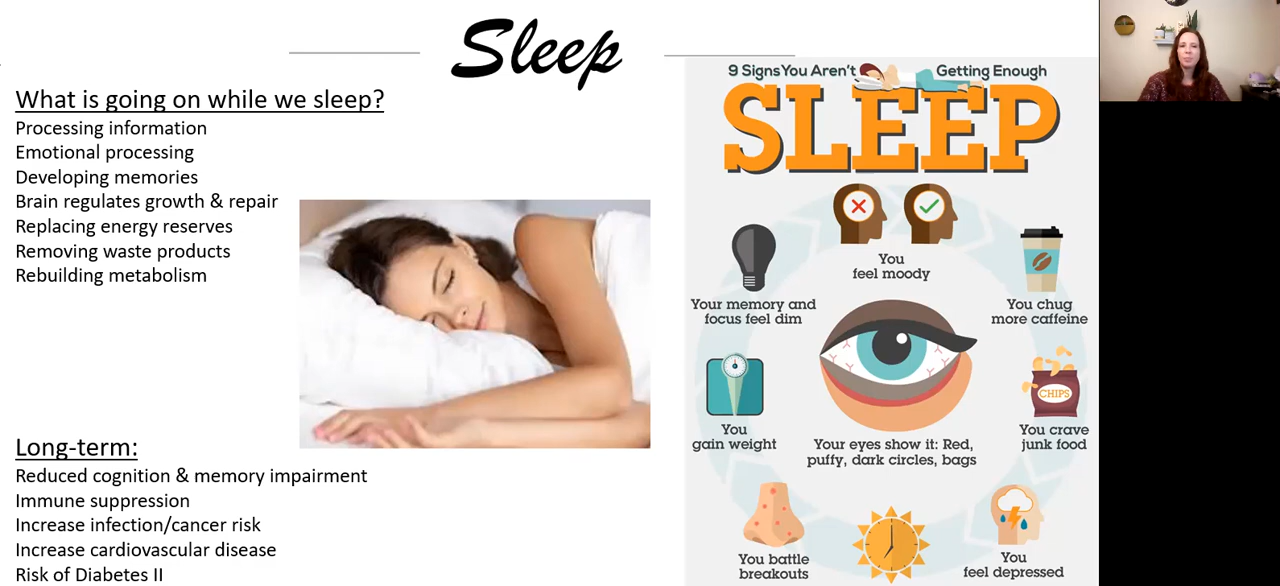 Sleep
What is going on while we sleep?
Processing information
Emotional processing
Developing memories
Brain regulates growth & repair
Replacing energy reserves
Removing waste products
Rebuilding metabolism
Long-term:
Reduced cognition & memory impairment
Immune suppression
Increase infection/cancer risk
Increase cardiovascular disease
Risk of Diabetes II
9 Signs You Aren't Getting Enough
SLEEP
You
feel moody
Your memory and
focus feel dim
You chug
more caffeine
You
gain weight
Your eyes show it: Red,
puffy, dark circles, bags
CHIPS
You crave
junk food
You battle
breakouts
You
feel depressed